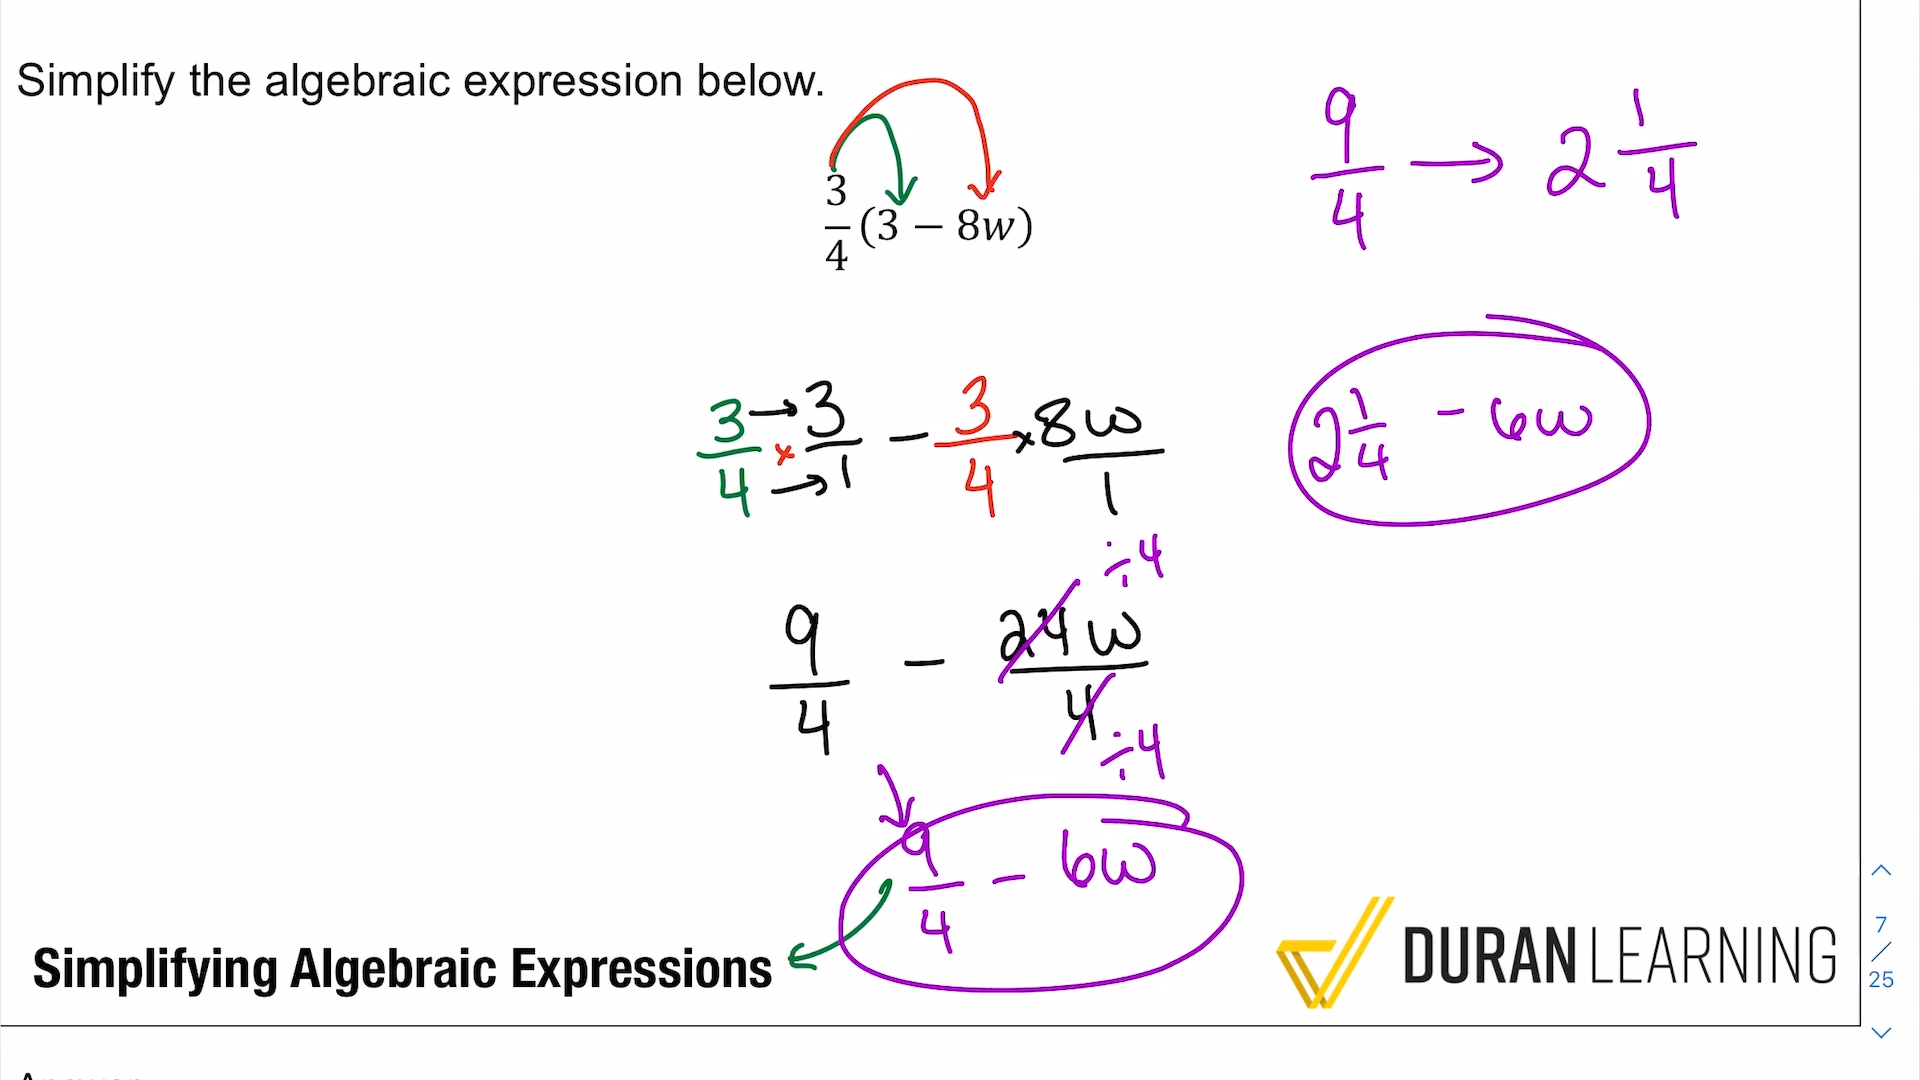 Simplify the algebraic expression below.
3/4 (3 − 8w)
9/4 → 2 1/4
3/4 × 3/1 − 3/4 × 8w/1
2 1/4 − 6w
÷4
9/4 − 24w/4
÷4
9/4 − 6w
Simplifying Algebraic Expressions
DURAN LEARNING
7
/
25